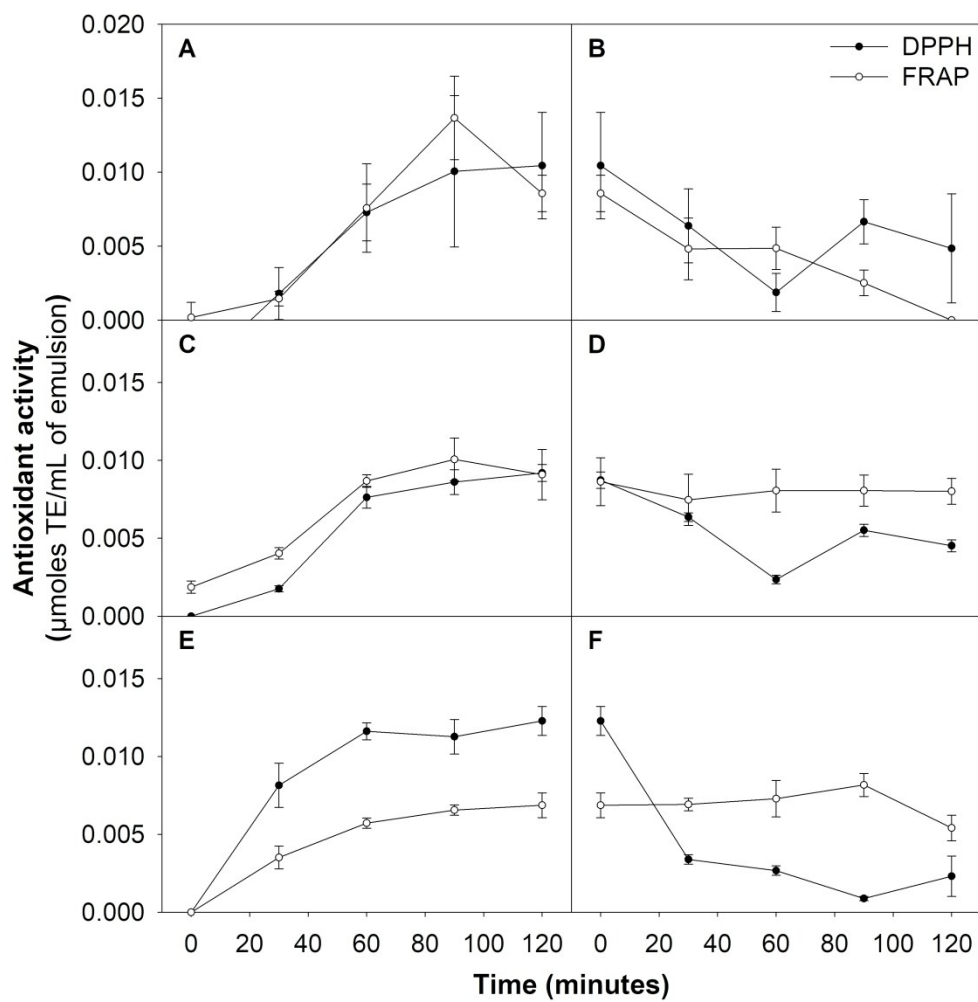 A
B
DPPH
FRAP
0.020
0.015
0.010
0.005
0.000
C
D
0.015
0.010
0.005
0.000
E
F
0.015
0.010
0.005
0.000
Antioxidant activity
(μmoles TE/mL of emulsion)
0 20 40 60 80 100 120
0 20 40 60 80 100 120
Time (minutes)